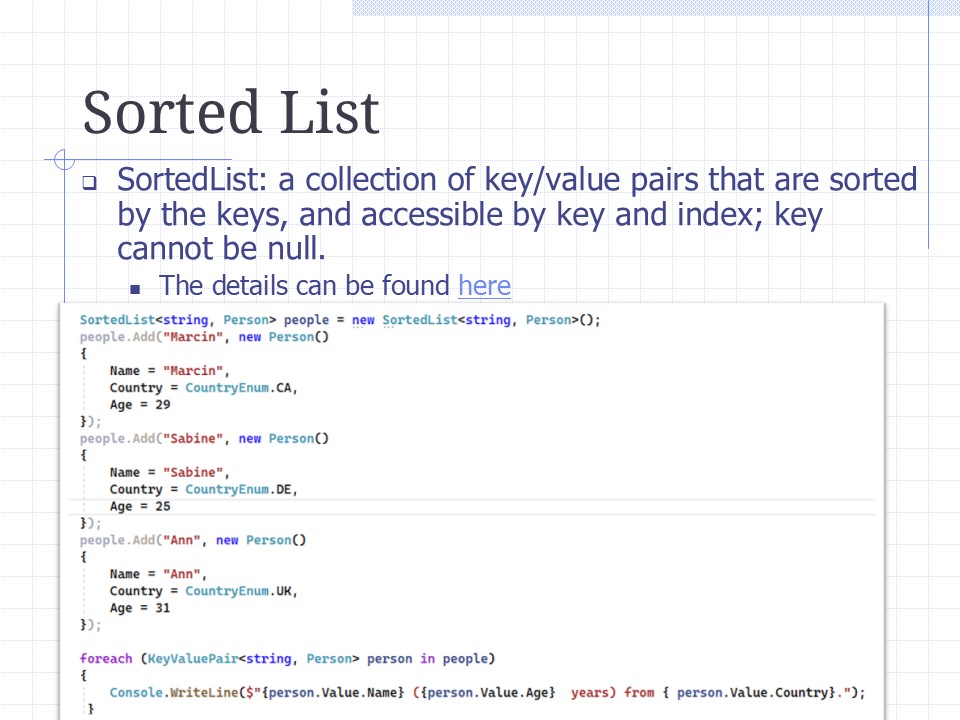 Sorted List
SortedList: a collection of key/value pairs that are sorted
by the keys, and accessible by key and index; key
cannot be null.
The details can be found here
SortedList<string, Person> people = new SortedList<string, Person>();
people.Add("Marcin", new Person()
{
    Name = "Marcin",
    Country = CountryEnum.CA,
    Age = 29
});
people.Add("Sabine", new Person()
{
    Name = "Sabine",
    Country = CountryEnum.DE,
    Age = 25
});
people.Add("Ann", new Person()
{
    Name = "Ann",
    Country = CountryEnum.UK,
    Age = 31
});
foreach (KeyValuePair<string, Person> person in people)
{
    Console.WriteLine($"{person.Value.Name} ({person.Value.Age}  years) from { person.Value.Country}.");
 }